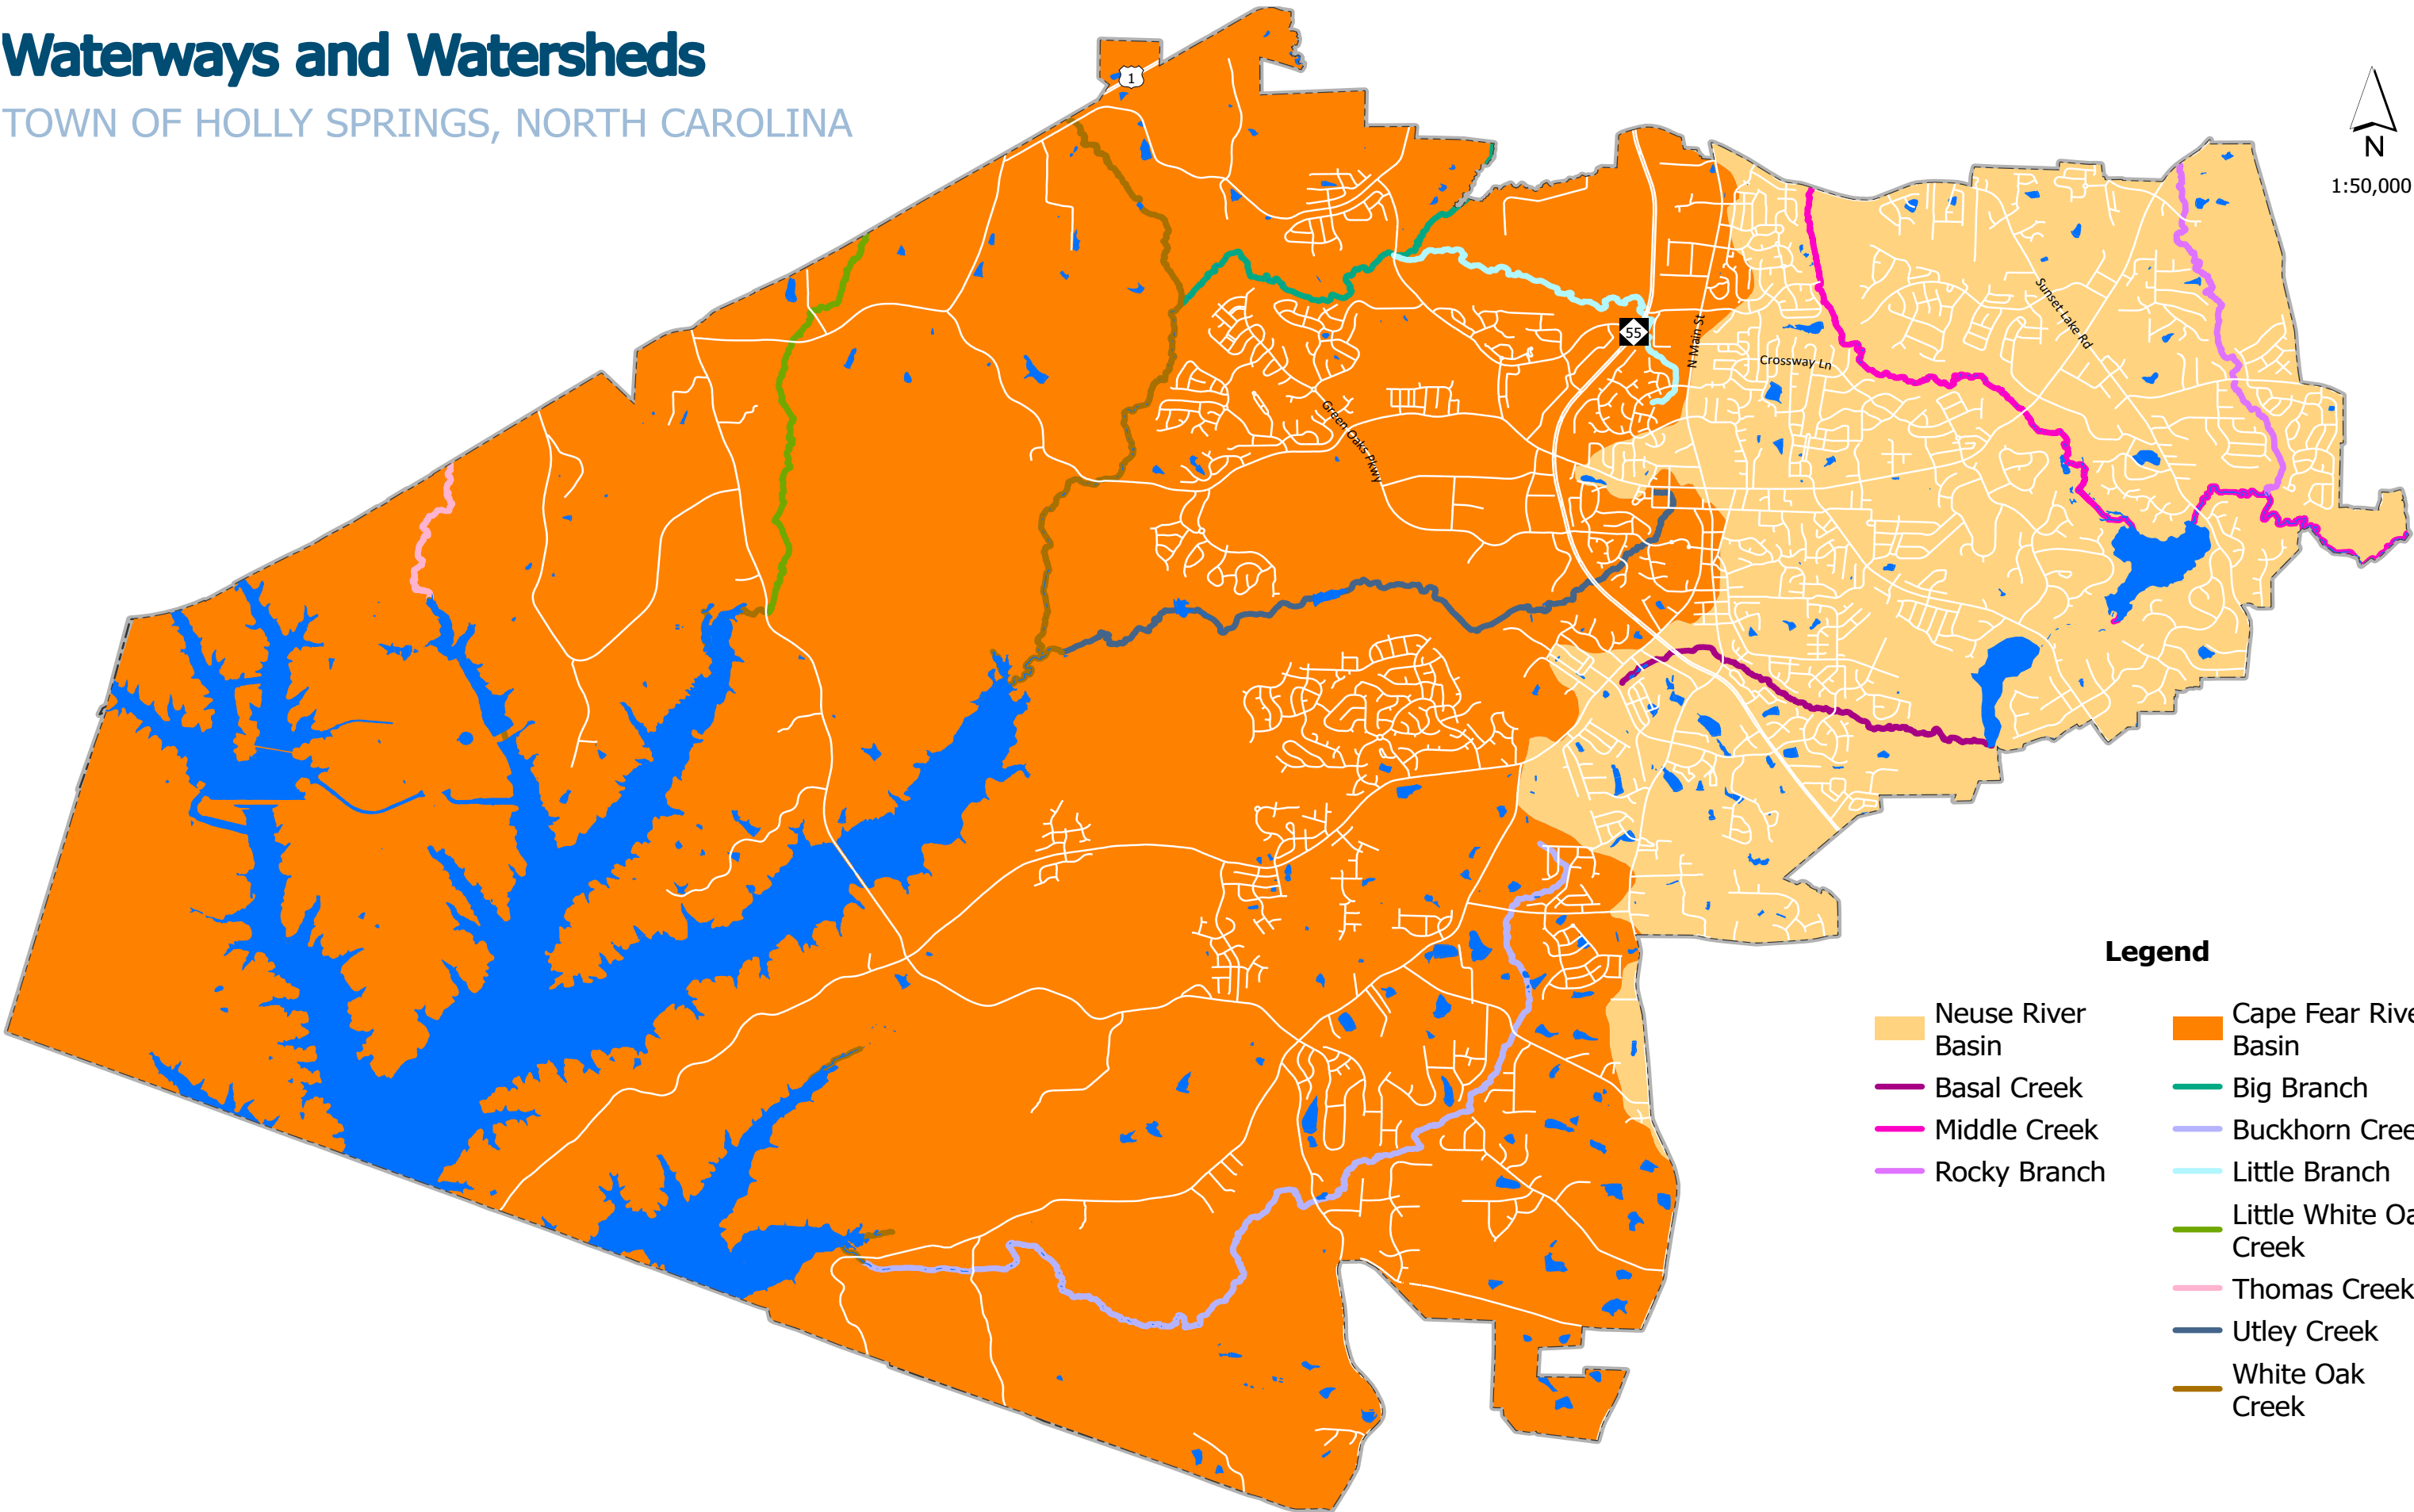 Waterways and Watersheds
TOWN OF HOLLY SPRINGS, NORTH CAROLINA
N
1:50,000
1
55
N Main St
Crossway Ln
Sunset Lake Rd
Green Oaks Pkwy
Legend
Neuse River
Basin
Basal Creek
Middle Creek
Rocky Branch
Cape Fear Rive
Basin
Big Branch
Buckhorn Cree
Little Branch
Little White Oa
Creek
Thomas Creek
Utley Creek
White Oak
Creek